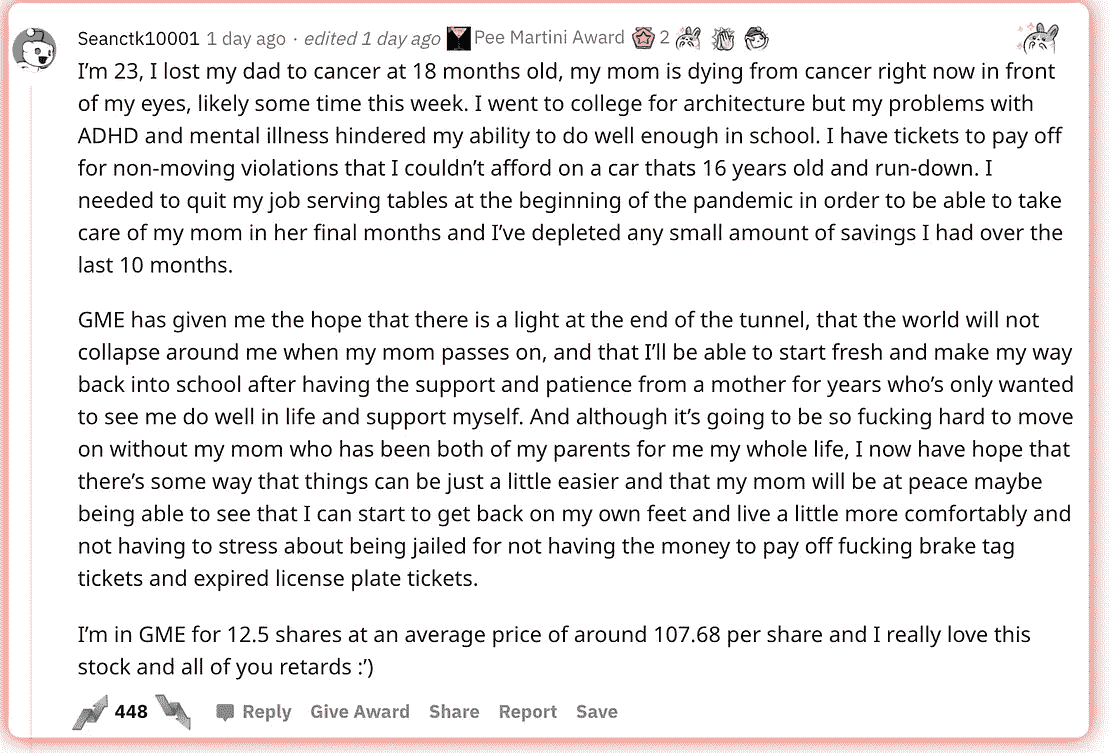 Seanctk10001 1 day ago · edited 1 day ago Pee Martini Award 2
I’m 23, I lost my dad to cancer at 18 months old, my mom is dying from cancer right now in front
of my eyes, likely some time this week. I went to college for architecture but my problems with
ADHD and mental illness hindered my ability to do well enough in school. I have tickets to pay off
for non-moving violations that I couldn’t afford on a car thats 16 years old and run-down. I
needed to quit my job serving tables at the beginning of the pandemic in order to be able to take
care of my mom in her final months and I’ve depleted any small amount of savings I had over the
last 10 months.
GME has given me the hope that there is a light at the end of the tunnel, that the world will not
collapse around me when my mom passes on, and that I’ll be able to start fresh and make my way
back into school after having the support and patience from a mother for years who’s only wanted
to see me do well in life and support myself. And although it’s going to be so fucking hard to move
on without my mom who has been both of my parents for me my whole life, I now have hope that
there’s some way that things can be just a little easier and that my mom will be at peace maybe
being able to see that I can start to get back on my own feet and live a little more comfortably and
not having to stress about being jailed for not having the money to pay off fucking brake tag
tickets and expired license plate tickets.
I’m in GME for 12.5 shares at an average price of around 107.68 per share and I really love this
stock and all of you retards :’)
448 Reply Give Award Share Report Save